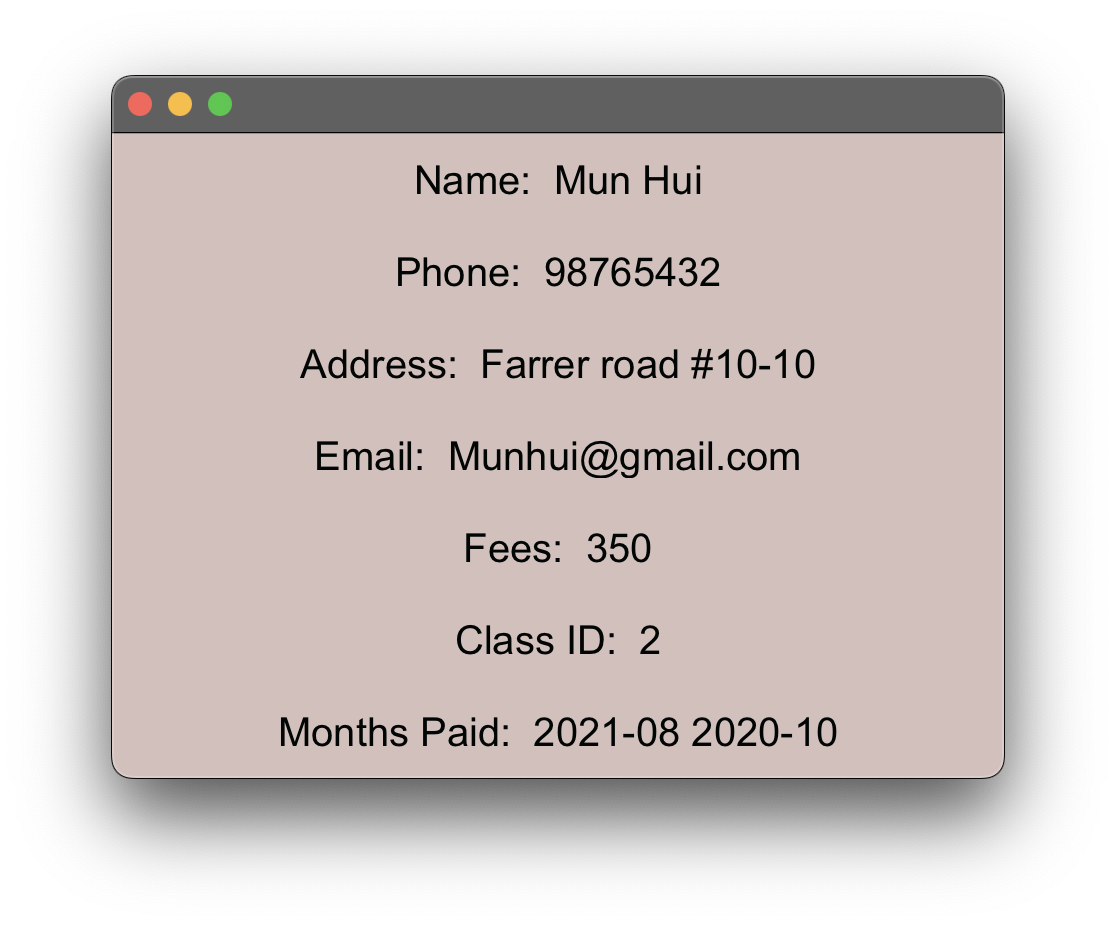 Name: Mun Hui
Phone: 98765432
Address: Farrer road #10-10
Email: Munhui@gmail.com
Fees: 350
Class ID: 2
Months Paid: 2021-08 2020-10